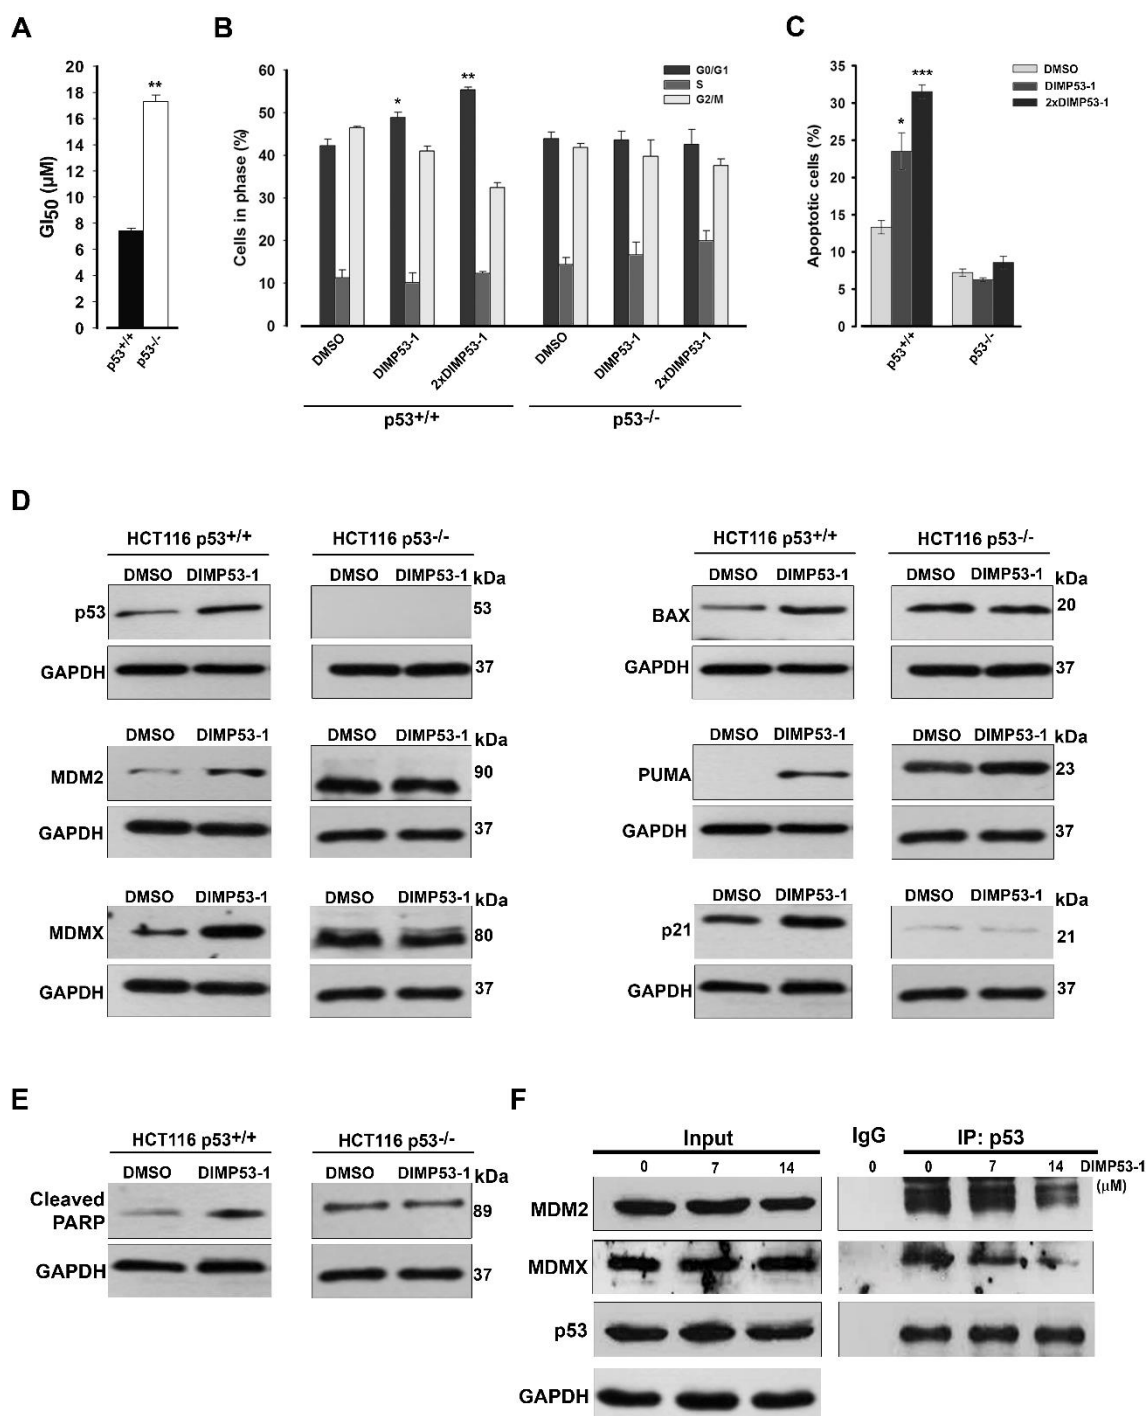 A
B
C
20
18
16
14
12
10
8
6
4
2
0
GI50 (µM)
**
p53+/+
p53-/-
60
50
40
30
20
10
0
Cells in phase (%)
*
**
G0/G1
S
G2/M
DMSO
DIMP53-1
2xDIMP53-1
DMSO
DIMP53-1
2xDIMP53-1
p53+/+
p53-/-
35
30
25
20
15
10
5
0
Apoptotic cells (%)
*
***
DMSO
DIMP53-1
2xDIMP53-1
p53+/+
p53-/-
D
HCT116 p53+/+
HCT116 p53-/-
DMSO DIMP53-1
DMSO DIMP53-1 kDa
p53
53
GAPDH
37
DMSO DIMP53-1
DMSO DIMP53-1 kDa
MDM2
90
GAPDH
37
DMSO DIMP53-1
DMSO DIMP53-1 kDa
MDMX
80
GAPDH
37
HCT116 p53+/+
HCT116 p53-/-
DMSO DIMP53-1
DMSO DIMP53-1 kDa
BAX
20
GAPDH
37
DMSO DIMP53-1
DMSO DIMP53-1 kDa
PUMA
23
GAPDH
37
DMSO DIMP53-1
DMSO DIMP53-1 kDa
p21
21
GAPDH
37
E
HCT116 p53+/+
HCT116 p53-/-
DMSO DIMP53-1
DMSO DIMP53-1 kDa
Cleaved
PARP
89
GAPDH
37
F
Input
IgG
IP: p53
0 7 14
0
0 7 14 DIMP53-1
(µM)
MDM2
MDMX
p53
GAPDH